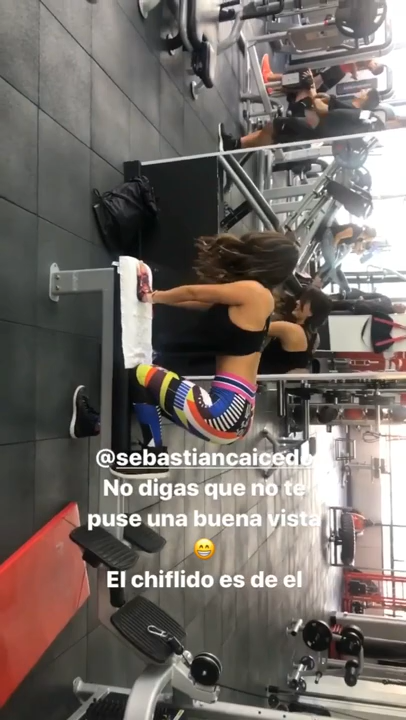 @sebastiancaicedo
No digas que no te
puse una buena vista
😁
El chiflido es de el